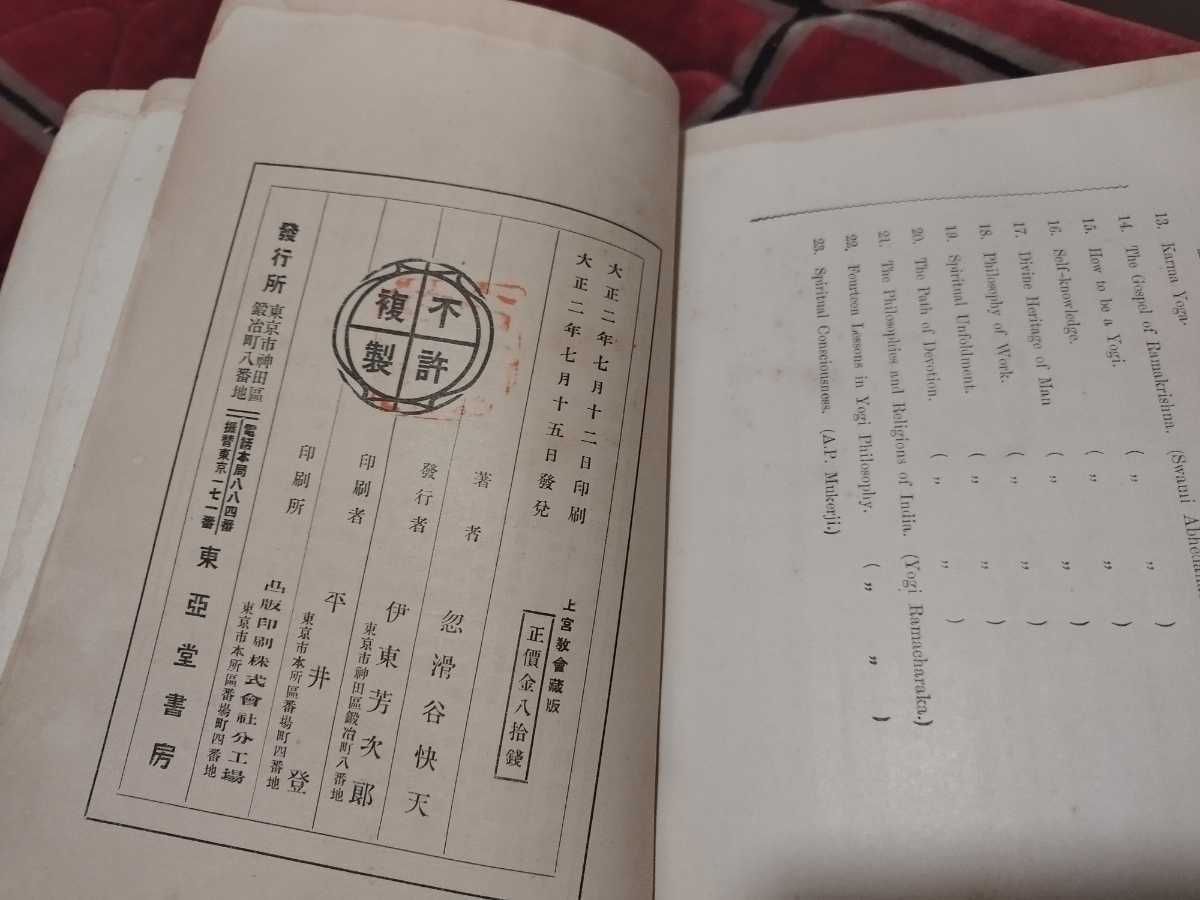 大正二年七月十二日印刷
大正二年七月十五日發兌
上宮教會藏版
正價金八拾錢
不許複製
著者 忽滑谷快天
發行者 伊東芳次郎
東京市神田區鍛冶町八番地
印刷者 平井登
東京市本所區番場町四番地
印刷所 凸版印刷株式會社分工場
東京市本所區番場町四番地
發行所
東京市神田區
鍛冶町八番地
電話本局八八四番
振替東京一七一番
東亞堂書房
13. Karma Yoga.
14. The Gospel of Ramakrishna. (Swami
15. How to be a Yogi. ( „ „ )
16. Self-knowledge. ( „ „ )
17. Divine Heritage of Man ( „ „ )
18. Philosophy of Work. ( „ „ )
19. Spiritual Unfoldment. ( „ „ )
20. The Path of Devotion. ( „ „ )
21. The Philosophies and Religions of India. (Yogi Ramacharaka.)
22. Fourteen Lessons in Yogi Philosophy. ( „ „ )
23. Spiritual Consciousness. (A.P. Mukerji.)